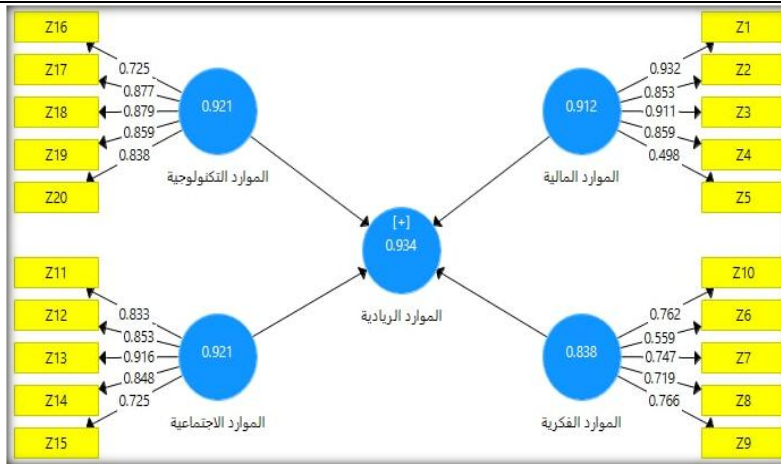 Z16
Z17
Z18
Z19
Z20
0.725
0.877
0.879
0.859
0.838
0.921
الموارد التكنولوجية
Z1
Z2
Z3
Z4
Z5
0.932
0.853
0.911
0.859
0.498
0.912
الموارد المالية
[+]
0.934
الموارد الريادية
Z11
Z12
Z13
Z14
Z15
0.833
0.853
0.916
0.848
0.725
0.921
الموارد الاجتماعية
Z10
Z6
Z7
Z8
Z9
0.762
0.559
0.747
0.719
0.766
0.838
الموارد الفكرية